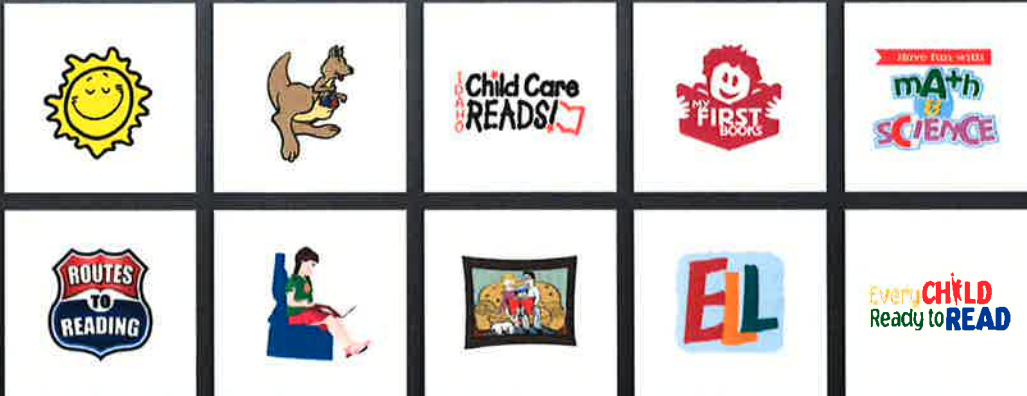 IDAHO
Child Care
READS!
MY
FIRST
BOOKS
Have fun with
mAth
&
SCIENCE
ROUTES
TO
READING
ELL
Every CHILD
Ready to READ